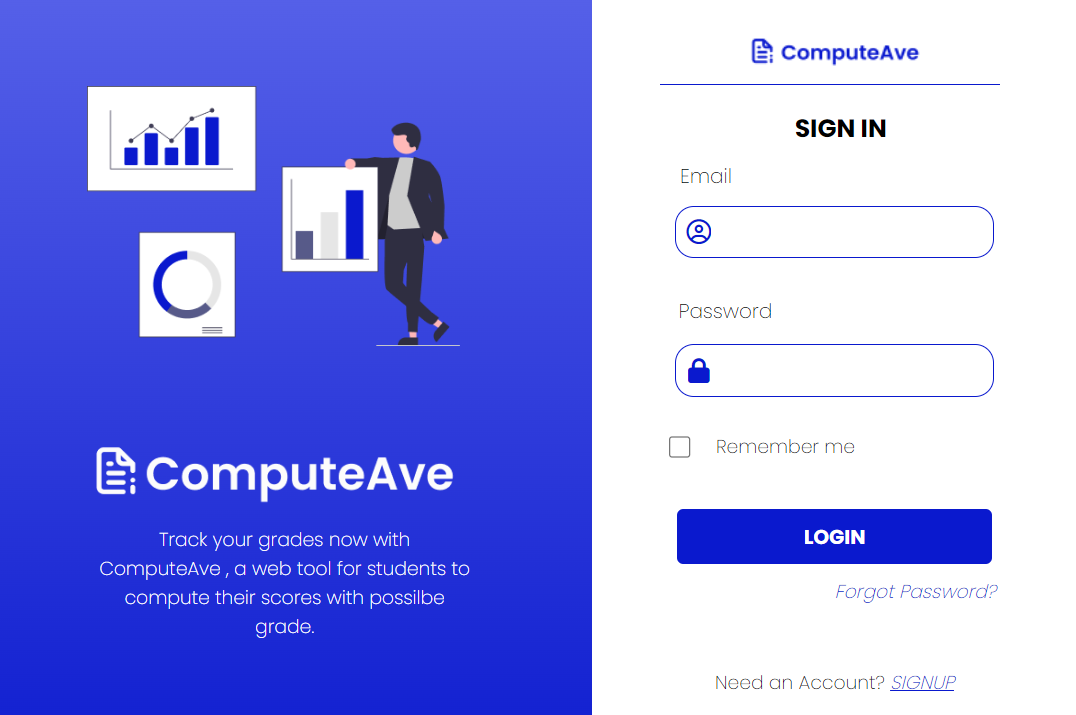 ComputeAve
Track your grades now with
ComputeAve , a web tool for students to
compute their scores with possilbe
grade.
ComputeAve
SIGN IN
Email
Password
Remember me
LOGIN
Forgot Password?
Need an Account? SIGNUP